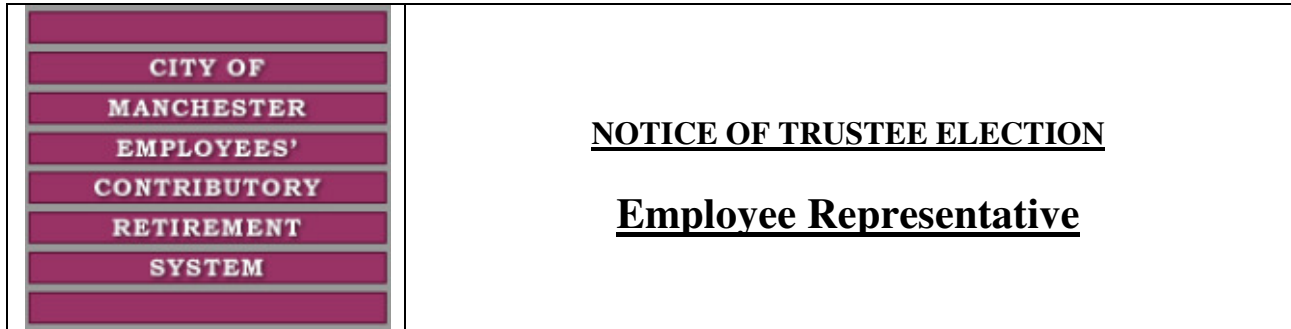 CITY OF
MANCHESTER
EMPLOYEES'
CONTRIBUTORY
RETIREMENT
SYSTEM
NOTICE OF TRUSTEE ELECTION
Employee Representative